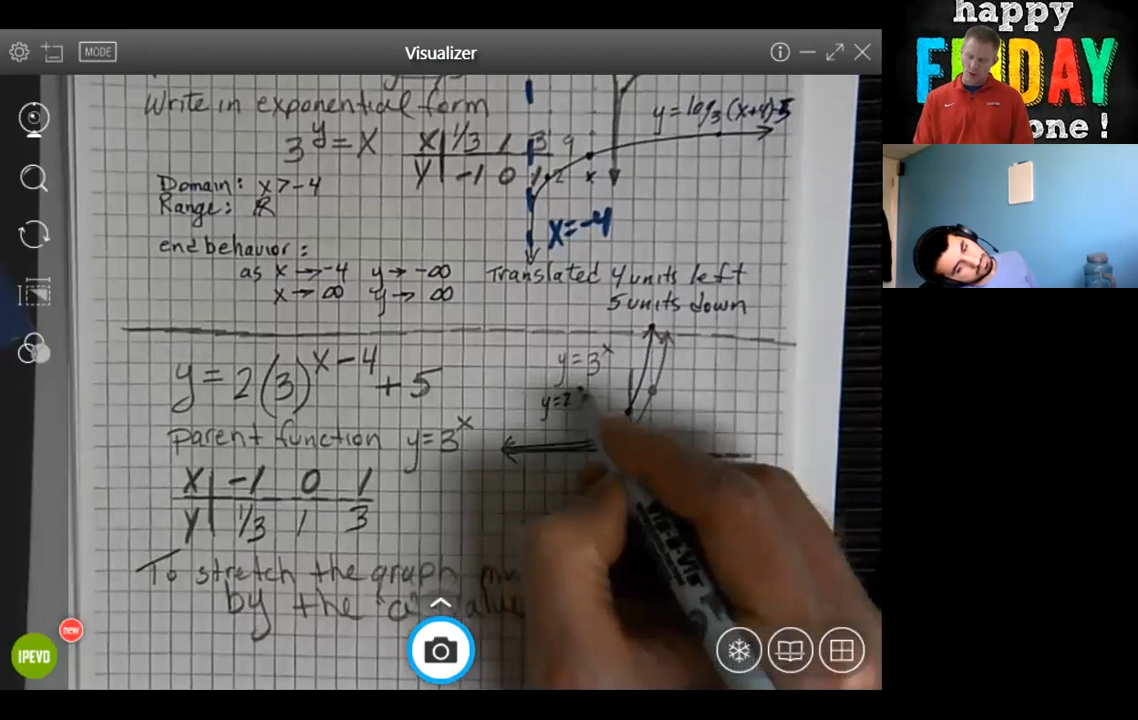 MODE
Visualizer
happy
FRIDAY
one !
Write in exponential form
y = log3 (x+4)-5
3^y = X
X | 1/3 1 3 9
Y | -1 0 1 2
Domain: x > -4
Range: R
X = -4
end behavior:
as x → -4 y → -∞
x → ∞ y → ∞
Translated 4 units left
5 units down
y = 2(3)^x-4 + 5
y = 3^x
y=2
parent function y = 3^x
X | -1 0 1
Y | 1/3 1 3
To stretch the graph
by the "a" value
new
IPEVO